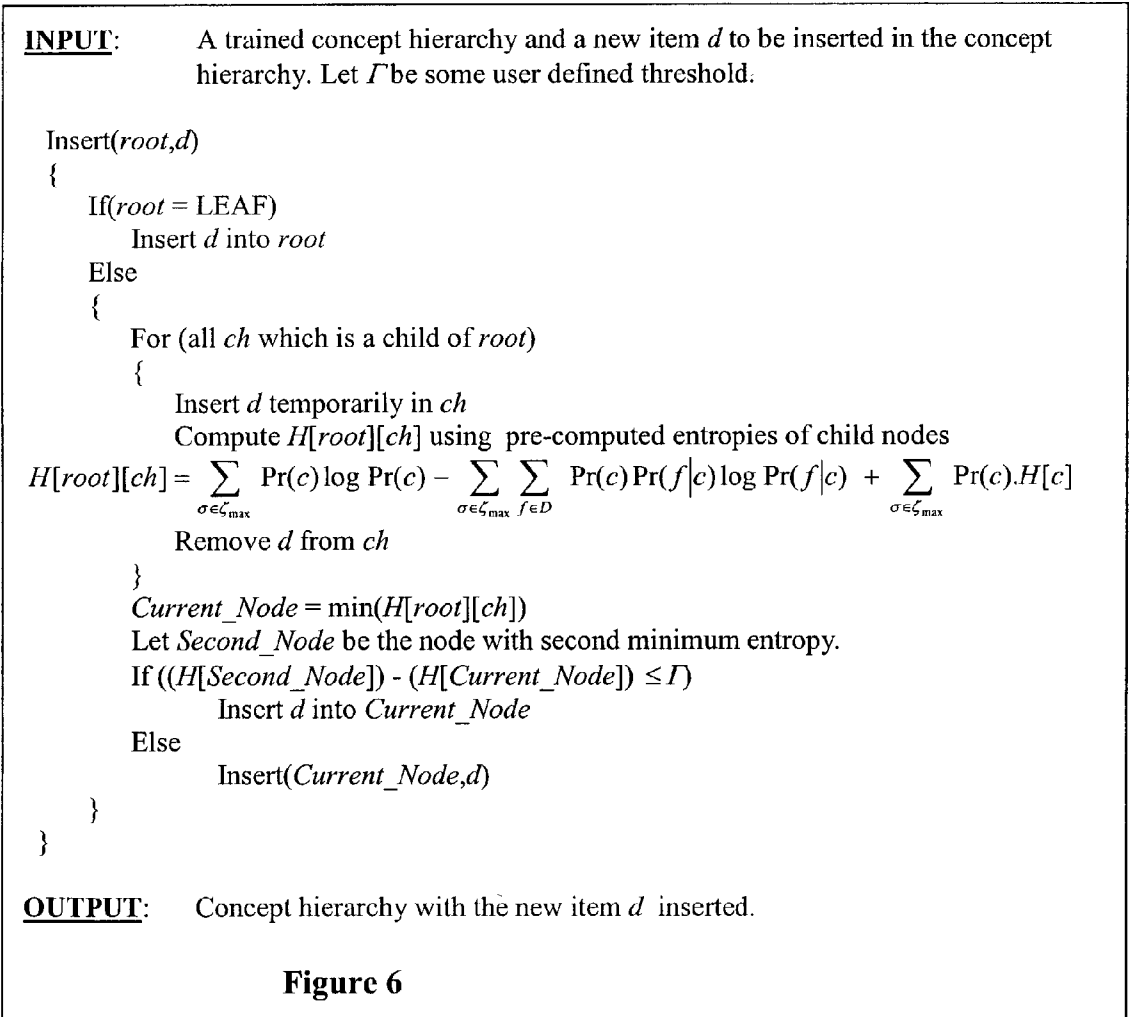 INPUT: A trained concept hierarchy and a new item d to be inserted in the concept
hierarchy. Let Γ be some user defined threshold.
Insert(root,d)
{
If(root = LEAF)
Insert d into root
Else
{
For (all ch which is a child of root)
{
Insert d temporarily in ch
Compute H[root][ch] using pre-computed entropies of child nodes
H[root][ch] = ∑_{σ∈ζmax} Pr(c) log Pr(c) − ∑_{σ∈ζmax} ∑_{f∈D} Pr(c) Pr(f|c) log Pr(f|c) + ∑_{σ∈ζmax} Pr(c).H[c]
Remove d from ch
}
Current_Node = min(H[root][ch])
Let Second_Node be the node with second minimum entropy.
If ((H[Second_Node]) - (H[Current_Node]) ≤ Γ)
Insert d into Current_Node
Else
Insert(Current_Node,d)
}
}
OUTPUT: Concept hierarchy with the new item d inserted.
Figure 6